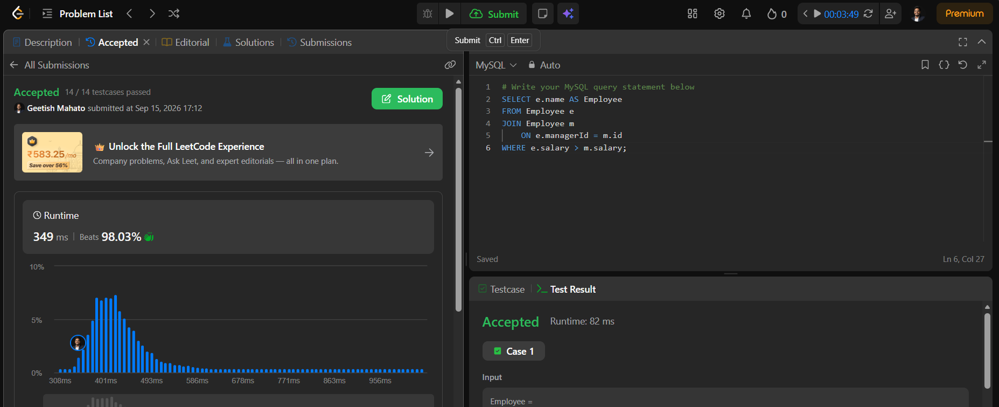 Problem List
Submit
0
00:03:49
Premium
Description
Accepted
Editorial
Solutions
Submissions
Submit Ctrl Enter
All Submissions
Accepted 14 / 14 testcases passed
Geetish Mahato submitted at Sep 15, 2026 17:12
Solution
₹583.25/mo
Save over 56%
Unlock the Full LeetCode Experience
Company problems, Ask Leet, and expert editorials — all in one plan.
Runtime
349 ms | Beats 98.03%
10%
5%
0%
308ms 401ms 493ms 586ms 678ms 771ms 863ms 956ms
MySQL Auto
1 # Write your MySQL query statement below
2 SELECT e.name AS Employee
3 FROM Employee e
4 JOIN Employee m
5 ON e.managerId = m.id
6 WHERE e.salary > m.salary;
Saved
Ln 6, Col 27
Testcase
Test Result
Accepted Runtime: 82 ms
Case 1
Input
Employee =